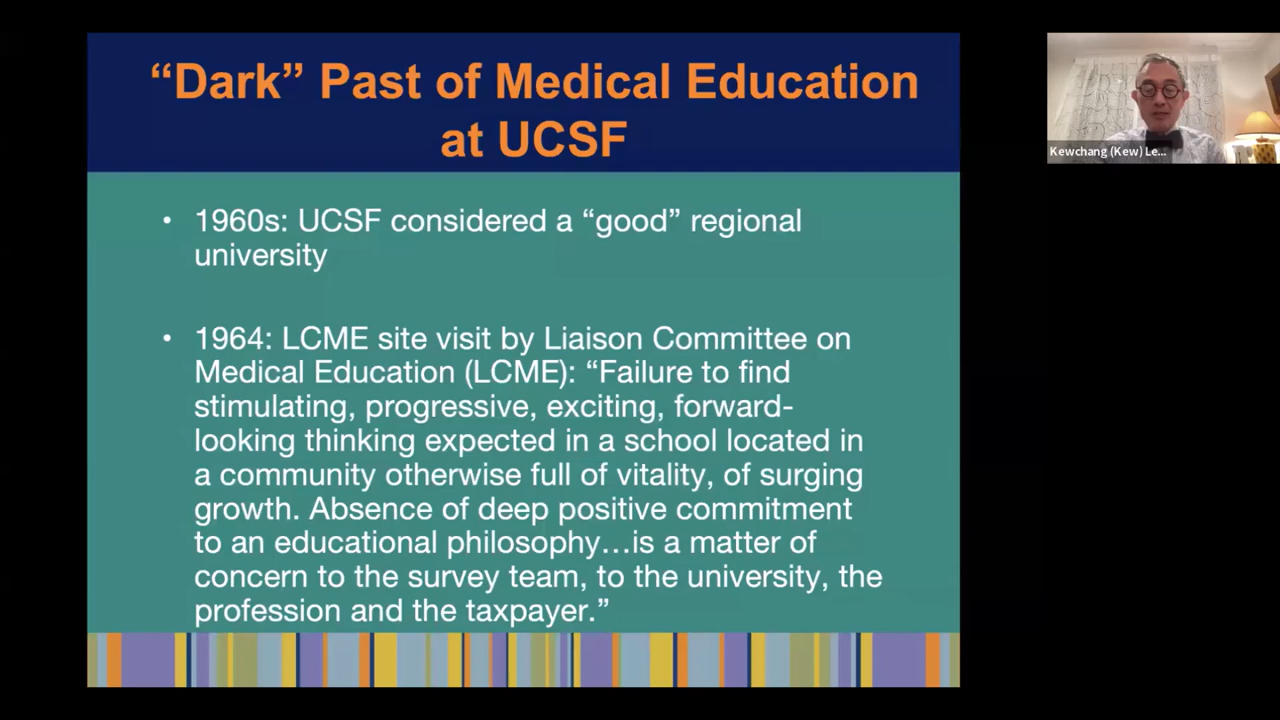 “Dark” Past of Medical Education
at UCSF
• 1960s: UCSF considered a “good” regional
university
• 1964: LCME site visit by Liaison Committee on
Medical Education (LCME): “Failure to find
stimulating, progressive, exciting, forward-
looking thinking expected in a school located in
a community otherwise full of vitality, of surging
growth. Absence of deep positive commitment
to an educational philosophy…is a matter of
concern to the survey team, to the university, the
profession and the taxpayer.”
Kewchang (Kew) Le...